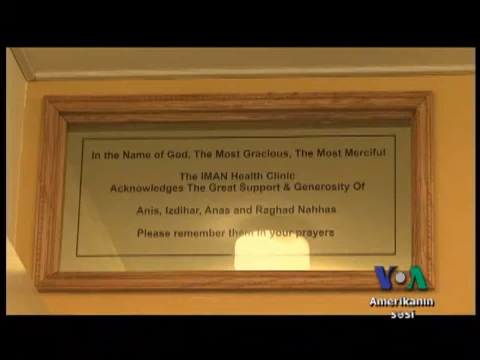 In the Name of God, The Most Gracious, The Most Merciful
The IMAN Health Clinic
Acknowledges The Great Support & Generosity Of
Anis, Izdihar, Anas and Raghad Nahhas
Please remember them in your prayers
VOA
Amerikanın
səsi